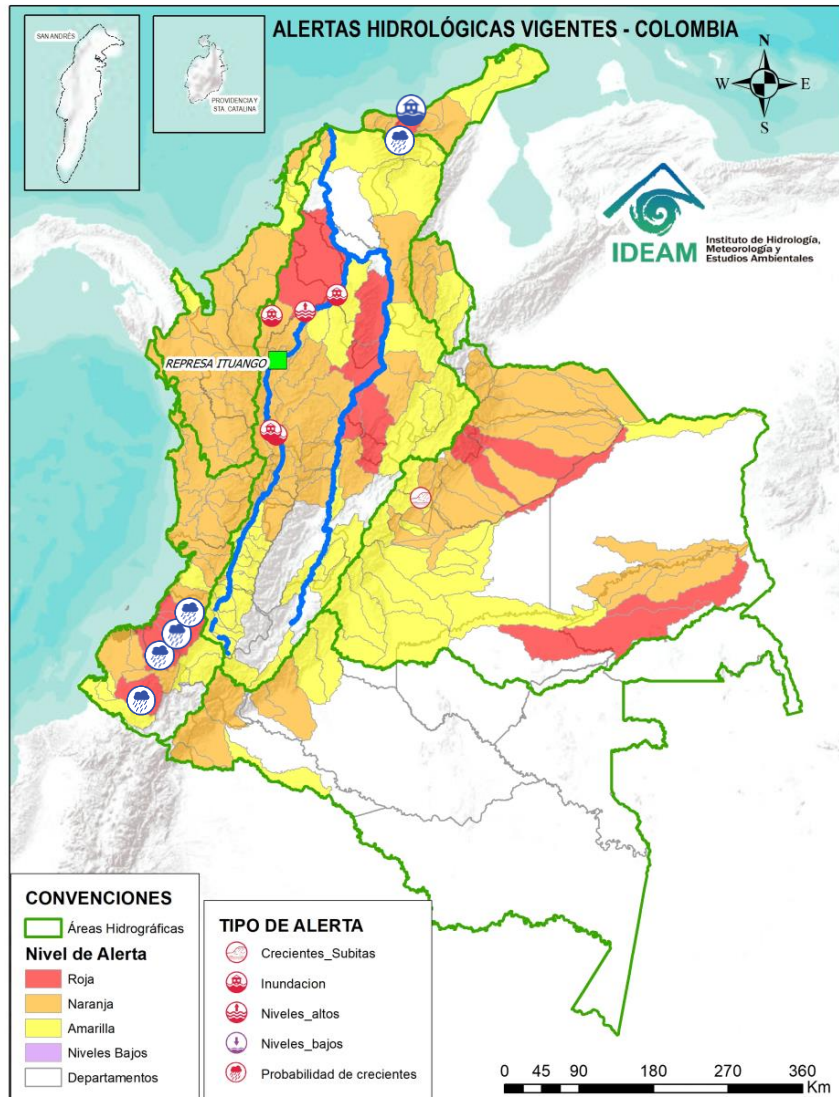 ALERTAS HIDROLÓGICAS VIGENTES - COLOMBIA
SAN ANDRÉS
PROVIDENCIA Y
STA. CATALINA
N
W
E
S
IDEAM
Instituto de Hidrología,
Meteorología y
Estudios Ambientales
REPRESA ITUANGO
CONVENCIONES
Áreas Hidrográficas
Nivel de Alerta
Roja
Naranja
Amarilla
Niveles Bajos
Departamentos
TIPO DE ALERTA
Crecientes_Subitas
Inundacion
Niveles_altos
Niveles_bajos
Probabilidad de crecientes
0 45 90 180 270 360
Km